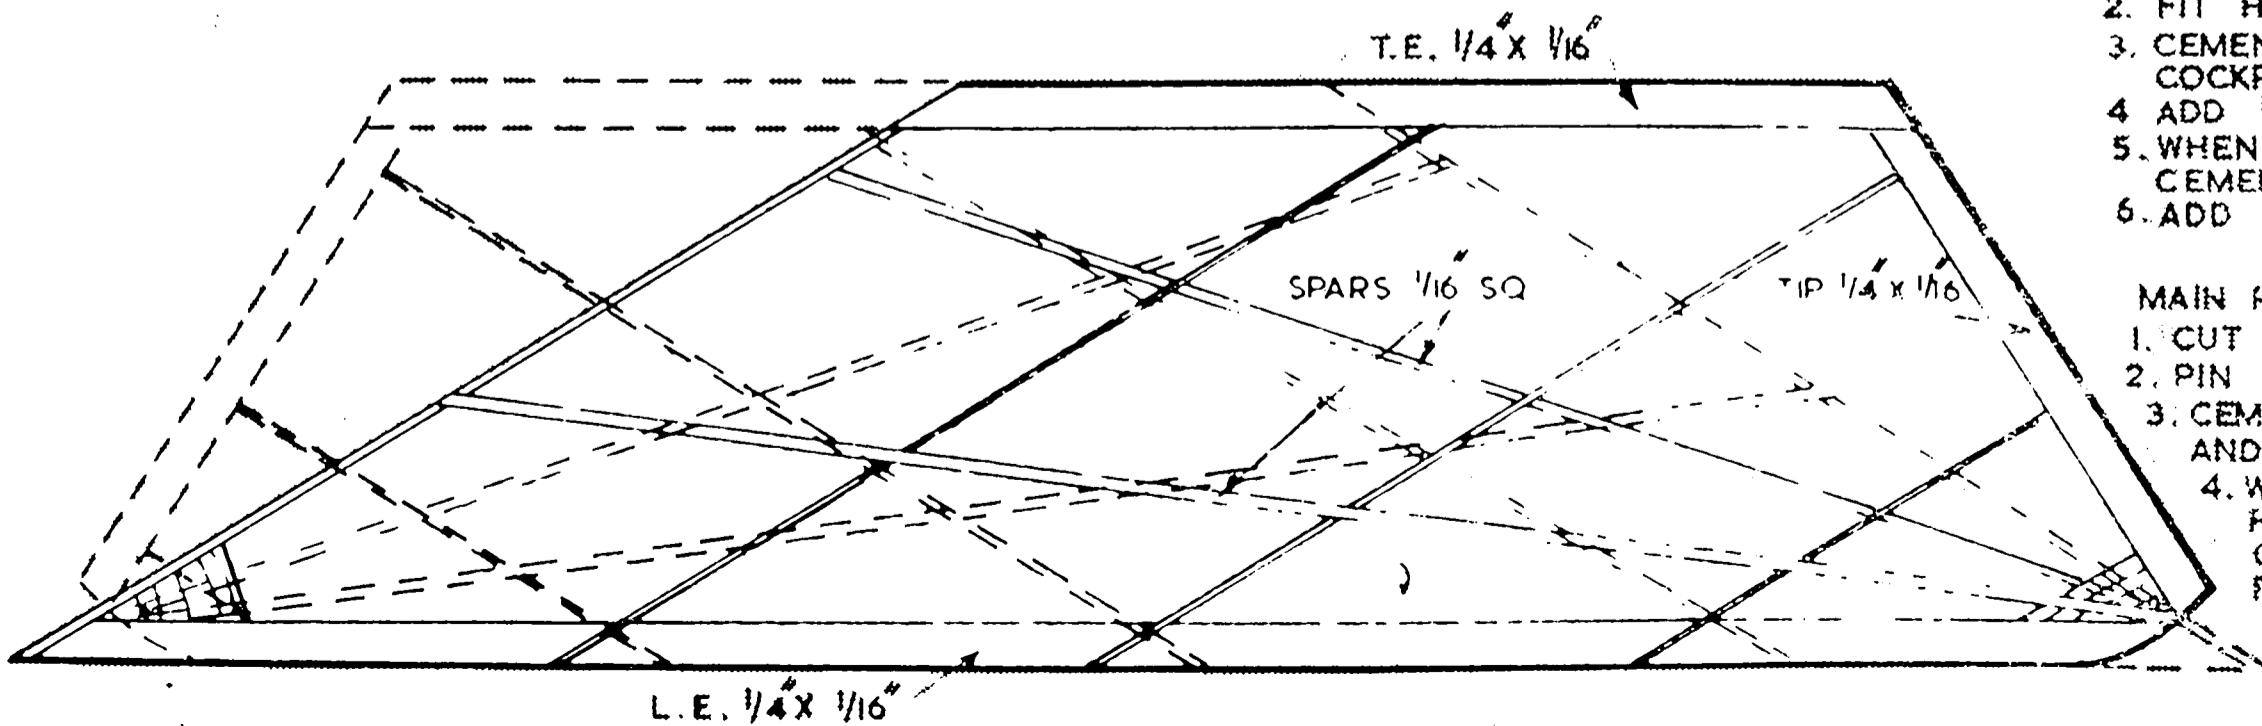 T.E. 1/4" X 1/16"
SPARS 1/16" SQ
TIP 1/4" X 1/16"
L.E. 1/4" X 1/16"
2. FIT
3. CEMEN
COCKP
4 ADD
5. WHEN
CEMEN
6. ADD
MAIN
1. CUT
2. PIN
3. CEM
AND
4. W